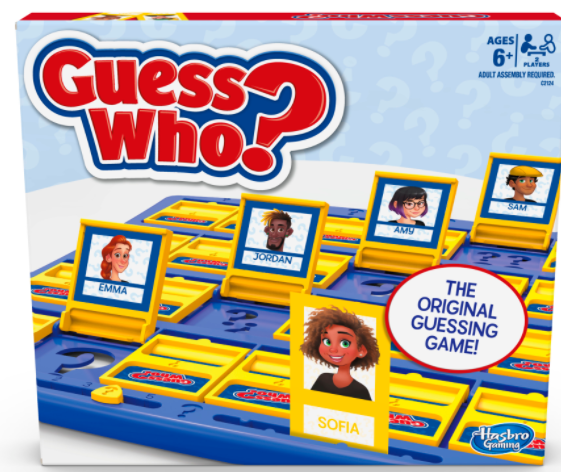 Guess
Who?
AGES
6+
2
PLAYERS
ADULT ASSEMBLY REQUIRED.
C2124
SAM
AMY
JORDAN
EMMA
THE
ORIGINAL
GUESSING
GAME!
SOFIA
Hasbro
Gaming